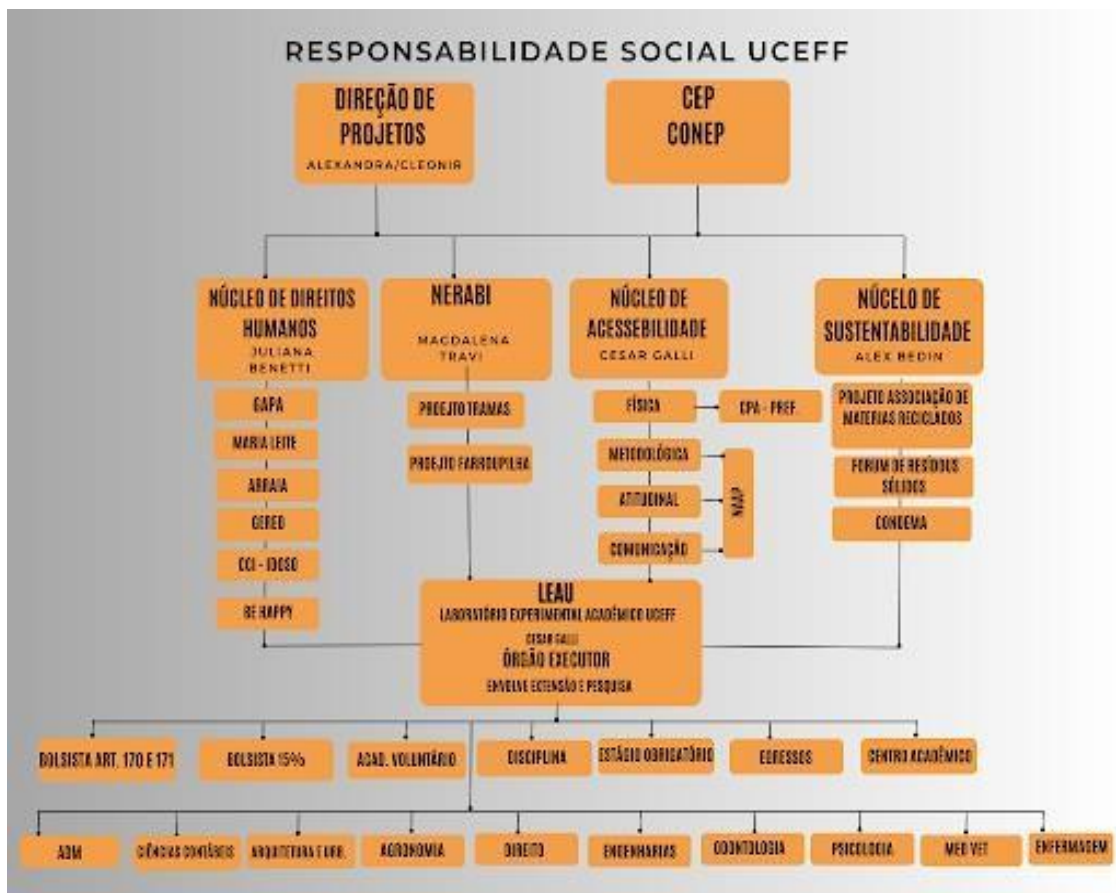 RESPONSABILIDADE SOCIAL UCEFF
DIREÇÃO DE
PROJETOS
ALEXANDRA/CLEONIR
CEP
CONEP
NÚCLEO DE DIREITOS
HUMANOS
JULIANA
BENETTI
NERABI
MAGDALENA
TRAVI
NÚCLEO DE
ACESSEBILIDADE
CESAR GALLI
NÚCELO DE
SUSTENTABILIDADE
ALEX BEDIN
GAPA
MARIA LEITE
ARRAIA
GERED
CCI - IDOSO
BE HAPPY
PROEJTO TRAMAS
PROEJTO FARROUPILHA
FÍSICA
CPA - PREF.
METODOLÓGICA
ATITUDINAL
COMUNICAÇÃO
NAAP
PROJETO ASSOCIAÇÃO DE
MATERIAS RECICLADOS
FORUM DE RESÍDUOS
SÓLIDOS
CONDEMA
LEAU
LABORATÓRIO EXPERIMENTAL ACADÊMICO UCEFF
CESAR GALLI
ÓRGÃO EXECUTOR
ENVOLVE EXTENSÃO E PESQUISA
BOLSISTA ART. 170 E 171
BOLSISTA 15%
ACAD. VOLUNTÁRIO
DISCIPLINA
ESTÁGIO OBRIGATÓRIO
EGRESSOS
CENTRO ACADÊMICO
ADM
CIÊNCIAS CONTÁBEIS
ARQUITETURA E URB.
AGRONOMIA
DIREITO
ENGENHARIAS
ODONTOLOGIA
PSICOLOGIA
MED VET
ENFERMAGEM